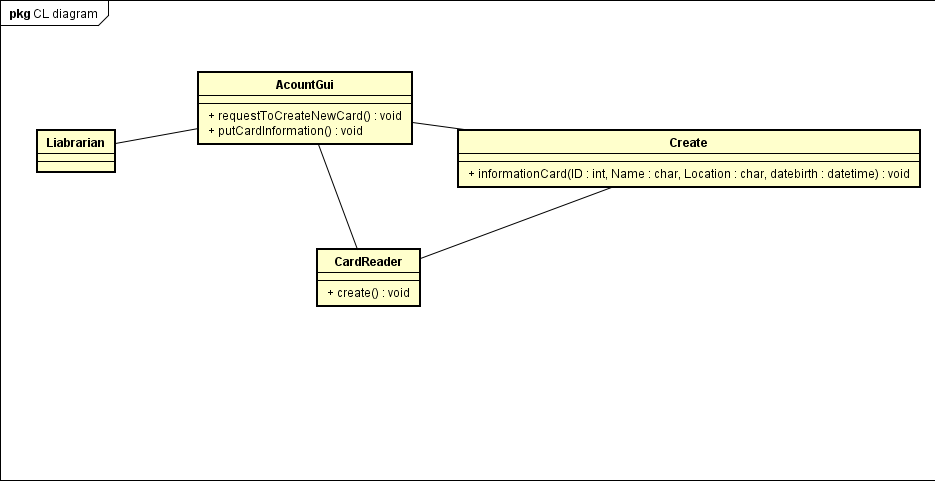 pkg CL diagram
AcountGui
+ requestToCreateNewCard() : void
+ putCardInformation() : void
Liabrarian
Create
+ informationCard(ID : int, Name : char, Location : char, datebirth : datetime) : void
CardReader
+ create() : void